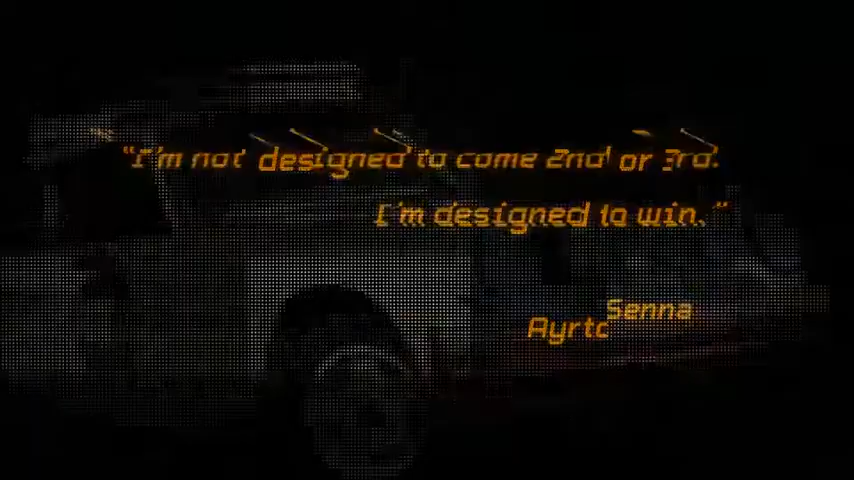 "I'm not designed to come 2nd or 3rd.
I'm designed to win."
Ayrto Senna